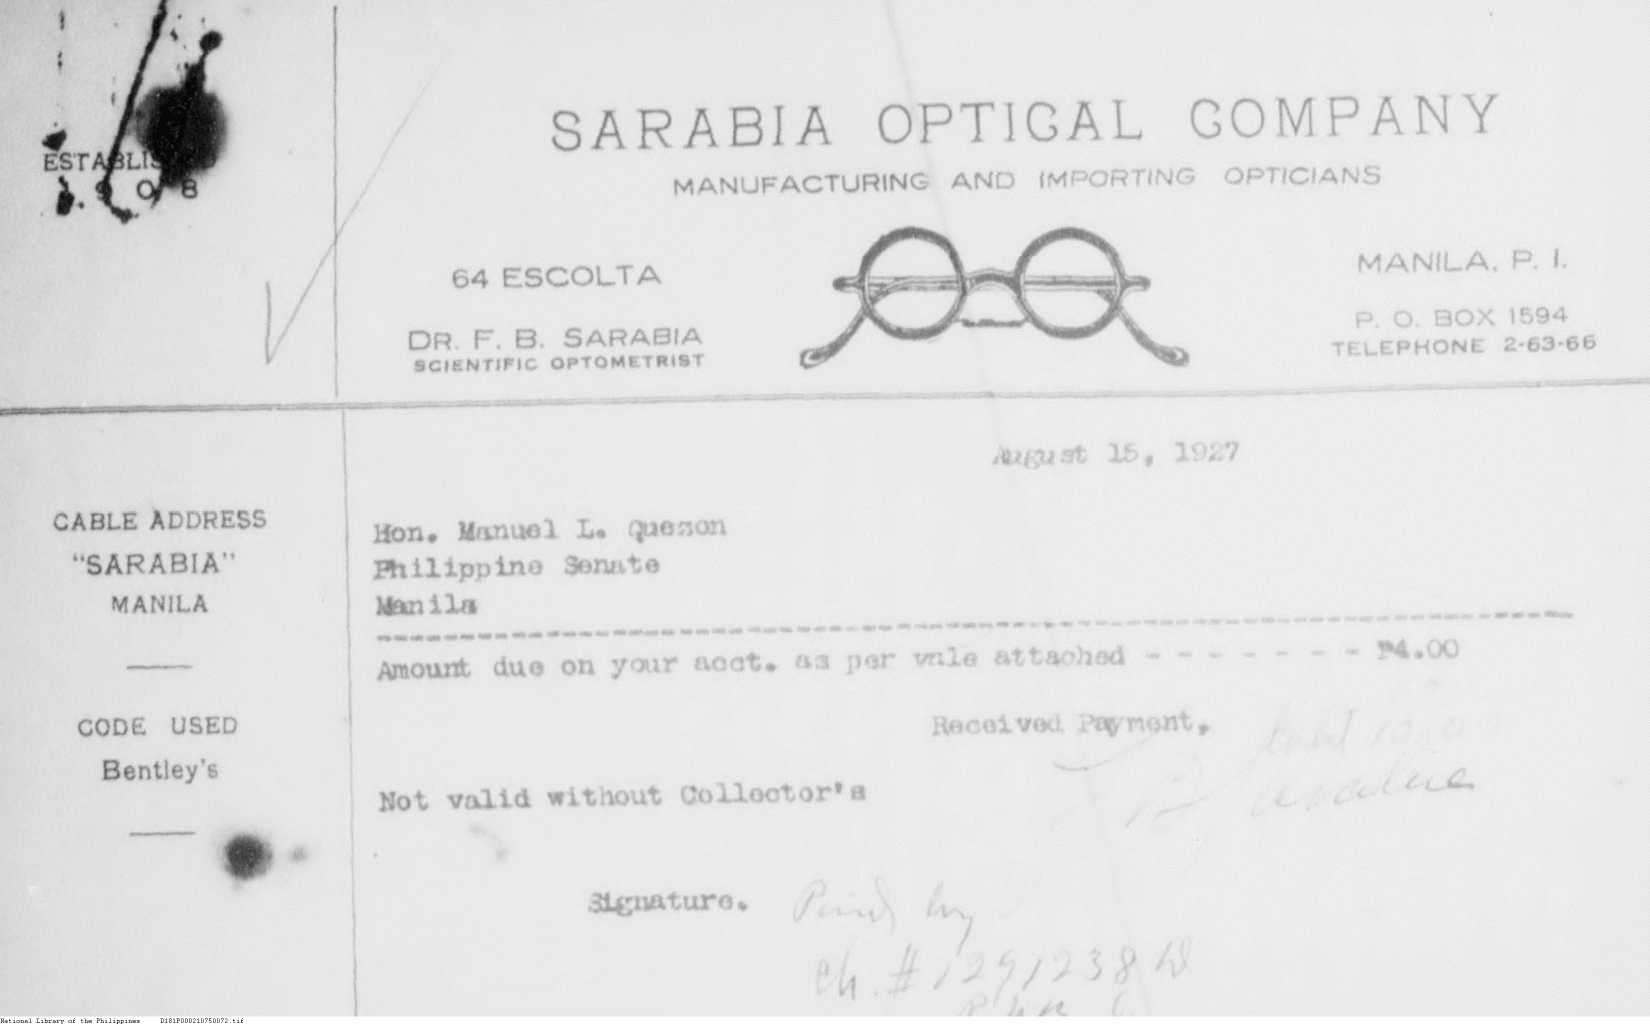 SARABIA OPTICAL COMPANY
MANUFACTURING AND IMPORTING OPTICIANS
908
64 ESCOLTA
DR. F. B. SARABIA
SCIENTIFIC OPTOMETRIST
MANILA, P. I.
P. O. BOX 1594
TELEPHONE 2-63-66
August 15, 1927
CABLE ADDRESS
"SARABIA"
MANILA
CODE USED
Bentley's
Hon. Manuel L. Quezon
Philippine Senate
Manila
Amount due on your acct. as per vale attached - - - - - - - ₱4.00
Received Payment.
Not valid without Collector's
Signature.
Paid by
Ch. #1291238
National Library of the Philippines D181P000210750072.tif